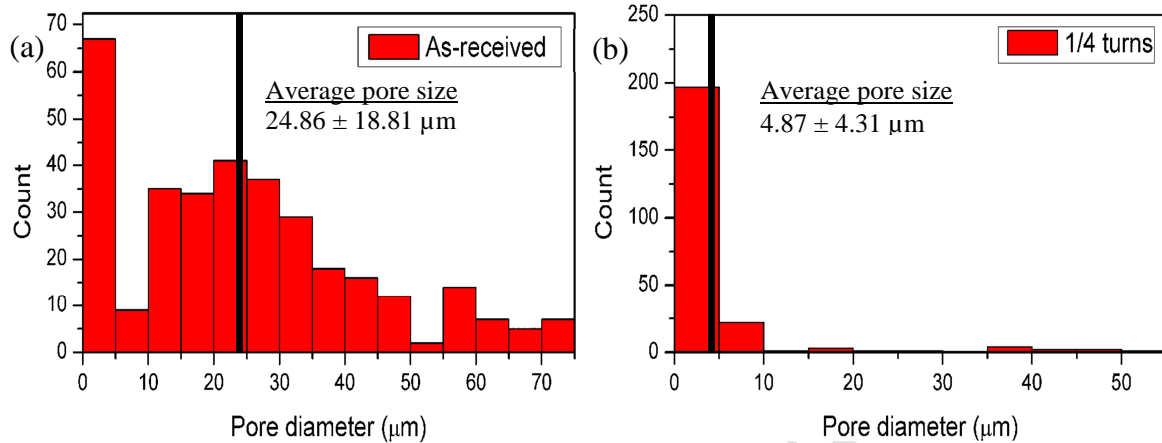 (a)
As-received
Average pore size
24.86 ± 18.81 µm
Count
70
60
50
40
30
20
10
0
0 10 20 30 40 50 60 70
Pore diameter (µm)
(b)
1/4 turns
Average pore size
4.87 ± 4.31 µm
Count
250
200
150
100
50
0
0 10 20 30 40 50
Pore diameter (µm)